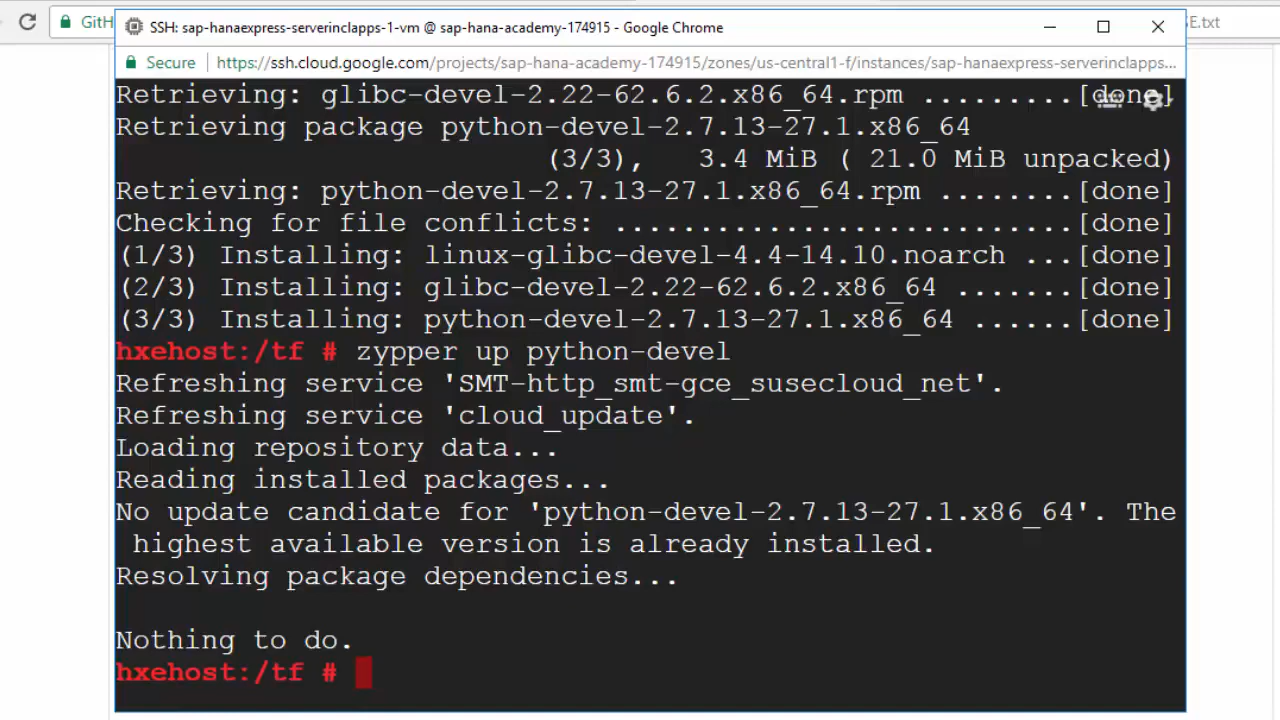 GitH
SSH: sap-hanaexpress-serverinclapps-1-vm @ sap-hana-academy-174915 - Google Chrome
E.txt
Secure
https://ssh.cloud.google.com/projects/sap-hana-academy-174915/zones/us-central1-f/instances/sap-hanaexpress-serverinclapps...
Retrieving: glibc-devel-2.22-62.6.2.x86_64.rpm .........[done]
Retrieving package python-devel-2.7.13-27.1.x86_64
(3/3),   3.4 MiB ( 21.0 MiB unpacked)
Retrieving: python-devel-2.7.13-27.1.x86_64.rpm ........[done]
Checking for file conflicts: ...........................[done]
(1/3) Installing: linux-glibc-devel-4.4-14.10.noarch ...[done]
(2/3) Installing: glibc-devel-2.22-62.6.2.x86_64 .......[done]
(3/3) Installing: python-devel-2.7.13-27.1.x86_64 ......[done]
hxehost:/tf # zypper up python-devel
Refreshing service 'SMT-http_smt-gce_susecloud_net'.
Refreshing service 'cloud_update'.
Loading repository data...
Reading installed packages...
No update candidate for 'python-devel-2.7.13-27.1.x86_64'. The
highest available version is already installed.
Resolving package dependencies...
Nothing to do.
hxehost:/tf #